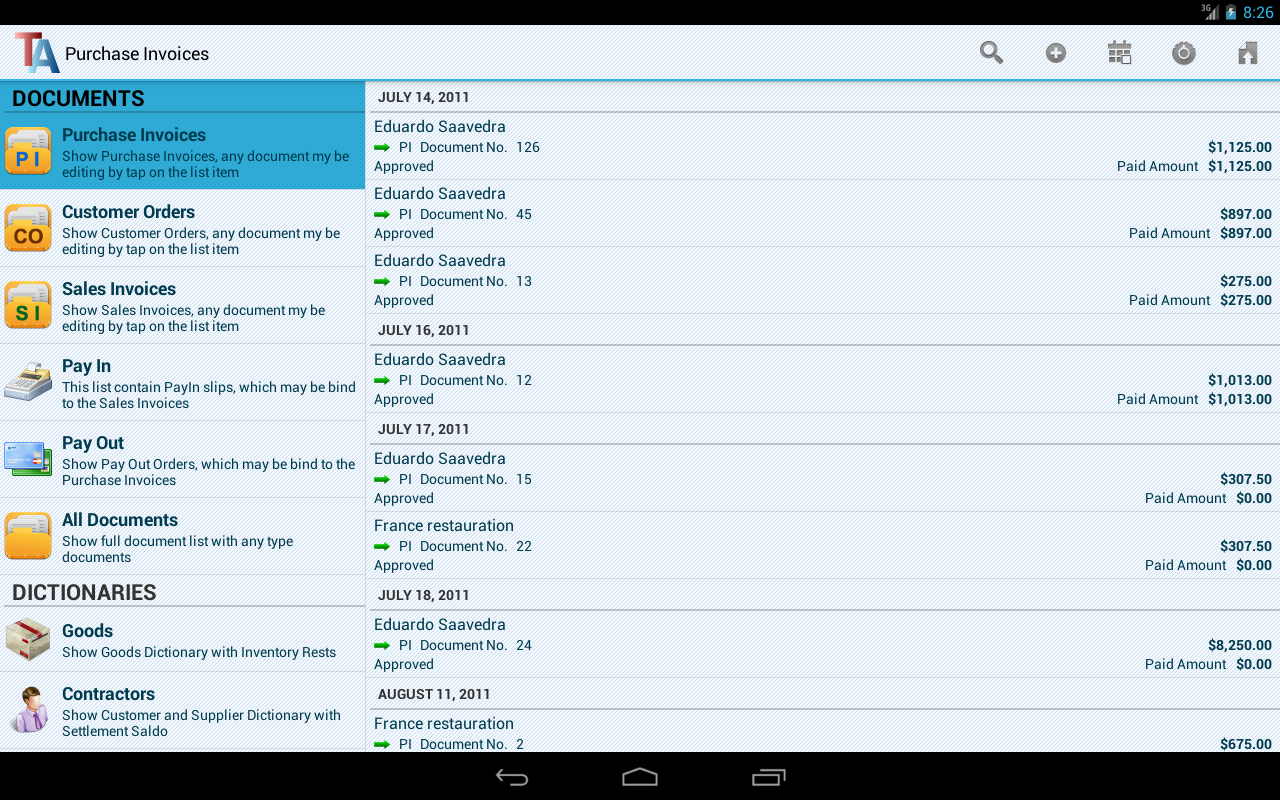 3G 8:26
TA Purchase Invoices
DOCUMENTS
PI
Purchase Invoices
Show Purchase Invoices, any document my be
editing by tap on the list item
CO
Customer Orders
Show Customer Orders, any document my be
editing by tap on the list item
SI
Sales Invoices
Show Sales Invoices, any document my be
editing by tap on the list item
Pay In
This list contain PayIn slips, which may be bind
to the Sales Invoices
Pay Out
Show Pay Out Orders, which may be bind to the
Purchase Invoices
All Documents
Show full document list with any type
documents
DICTIONARIES
Goods
Show Goods Dictionary with Inventory Rests
Contractors
Show Customer and Supplier Dictionary with
Settlement Saldo
JULY 14, 2011
Eduardo Saavedra
PI Document No. 126 $1,125.00
Approved Paid Amount $1,125.00
Eduardo Saavedra
PI Document No. 45 $897.00
Approved Paid Amount $897.00
Eduardo Saavedra
PI Document No. 13 $275.00
Approved Paid Amount $275.00
JULY 16, 2011
Eduardo Saavedra
PI Document No. 12 $1,013.00
Approved Paid Amount $1,013.00
JULY 17, 2011
Eduardo Saavedra
PI Document No. 15 $307.50
Approved Paid Amount $0.00
France restauration
PI Document No. 22 $307.50
Approved Paid Amount $0.00
JULY 18, 2011
Eduardo Saavedra
PI Document No. 24 $8,250.00
Approved Paid Amount $0.00
AUGUST 11, 2011
France restauration
PI Document No. 2 $675.00